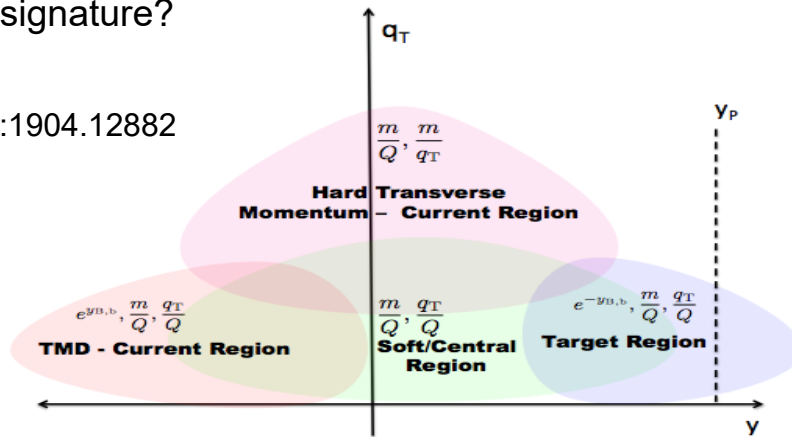 signature?
q_T
:1904.12882
y_P
m/Q, m/q_T
Hard Transverse
Momentum – Current Region
e^{y_{B,b}}, m/Q, q_T/Q
m/Q, q_T/Q
e^{-y_{B,b}}, m/Q, q_T/Q
TMD - Current Region
Soft/Central
Region
Target Region
y